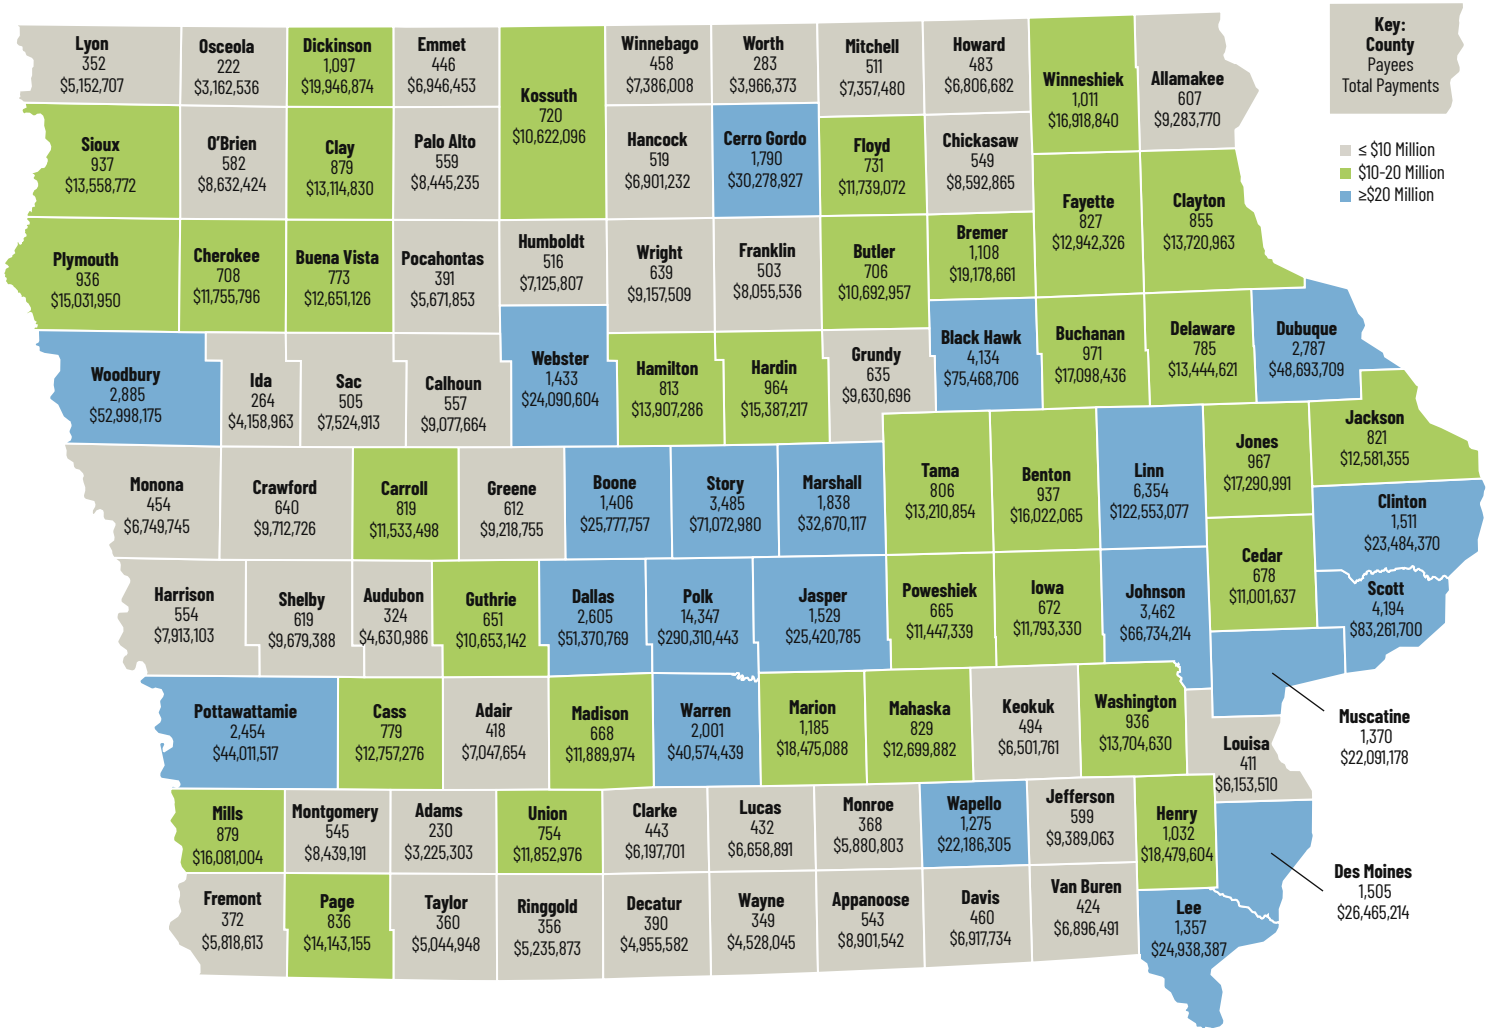 Lyon
352
$5,152,707
Osceola
222
$3,162,536
Dickinson
1,097
$19,946,874
Emmet
446
$6,946,453
Kossuth
720
$10,622,096
Winnebago
458
$7,386,008
Worth
283
$3,966,373
Mitchell
511
$7,357,480
Howard
483
$6,806,682
Winneshiek
1,011
$16,918,840
Allamakee
607
$9,283,770
Key:
County
Payees
Total Payments
≤ $10 Million
$10-20 Million
≥$20 Million
Sioux
937
$13,558,772
O'Brien
582
$8,632,424
Clay
879
$13,114,830
Palo Alto
559
$8,445,235
Hancock
519
$6,901,232
Cerro Gordo
1,790
$30,278,927
Floyd
731
$11,739,072
Chickasaw
549
$8,592,865
Fayette
827
$12,942,326
Clayton
855
$13,720,963
Plymouth
936
$15,031,950
Cherokee
708
$11,755,796
Buena Vista
773
$12,651,126
Pocahontas
391
$5,671,853
Humboldt
516
$7,125,807
Wright
639
$9,157,509
Franklin
503
$8,055,536
Butler
706
$10,692,957
Bremer
1,108
$19,178,661
Woodbury
2,885
$52,998,175
Ida
264
$4,158,963
Sac
505
$7,524,913
Calhoun
557
$9,077,664
Webster
1,433
$24,090,604
Hamilton
813
$13,907,286
Hardin
964
$15,387,217
Grundy
635
$9,630,696
Black Hawk
4,134
$75,468,706
Buchanan
971
$17,098,436
Delaware
785
$13,444,621
Dubuque
2,787
$48,693,709
Monona
454
$6,749,745
Crawford
640
$9,712,726
Carroll
819
$11,533,498
Greene
612
$9,218,755
Boone
1,406
$25,777,757
Story
3,485
$71,072,980
Marshall
1,838
$32,670,117
Tama
806
$13,210,854
Benton
937
$16,022,065
Linn
6,354
$122,553,077
Jones
967
$17,290,991
Jackson
821
$12,581,355
Clinton
1,511
$23,484,370
Harrison
554
$7,913,103
Shelby
619
$9,679,388
Audubon
324
$4,630,986
Guthrie
651
$10,653,142
Dallas
2,605
$51,370,769
Polk
14,347
$290,310,443
Jasper
1,529
$25,420,785
Poweshiek
665
$11,447,339
Iowa
672
$11,793,330
Johnson
3,462
$66,734,214
Cedar
678
$11,001,637
Scott
4,194
$83,261,700
Pottawattamie
2,454
$44,011,517
Cass
779
$12,757,276
Adair
418
$7,047,654
Madison
668
$11,889,974
Warren
2,001
$40,574,439
Marion
1,185
$18,475,088
Mahaska
829
$12,699,882
Keokuk
494
$6,501,761
Washington
936
$13,704,630
Louisa
411
$6,153,510
Muscatine
1,370
$22,091,178
Mills
879
$16,081,004
Montgomery
545
$8,439,191
Adams
230
$3,225,303
Union
754
$11,852,976
Clarke
443
$6,197,701
Lucas
432
$6,658,891
Monroe
368
$5,880,803
Wapello
1,275
$22,186,305
Jefferson
599
$9,389,063
Henry
1,032
$18,479,604
Des Moines
1,505
$26,465,214
Fremont
372
$5,818,613
Page
836
$14,143,155
Taylor
360
$5,044,948
Ringgold
356
$5,235,873
Decatur
390
$4,955,582
Wayne
349
$4,528,045
Appanoose
543
$8,901,542
Davis
460
$6,917,734
Van Buren
424
$6,896,491
Lee
1,357
$24,938,387